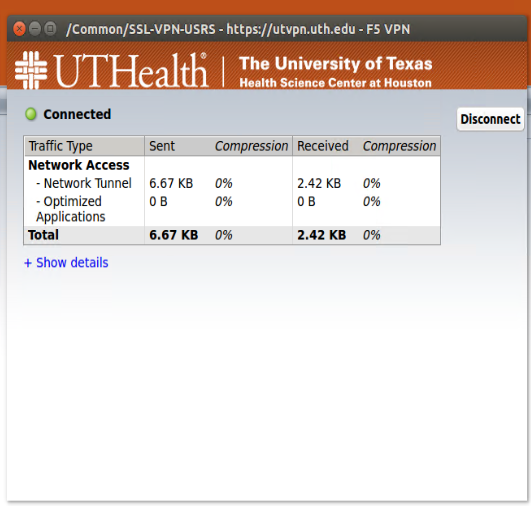 /Common/SSL-VPN-USRS - https://utvpn.uth.edu - F5 VPN
UTHealth® | The University of Texas
Health Science Center at Houston
Connected
Disconnect
Traffic Type Sent Compression Received Compression
Network Access
- Network Tunnel 6.67 KB 0% 2.42 KB 0%
- Optimized 0 B 0% 0 B 0%
Applications
Total 6.67 KB 0% 2.42 KB 0%
+ Show details